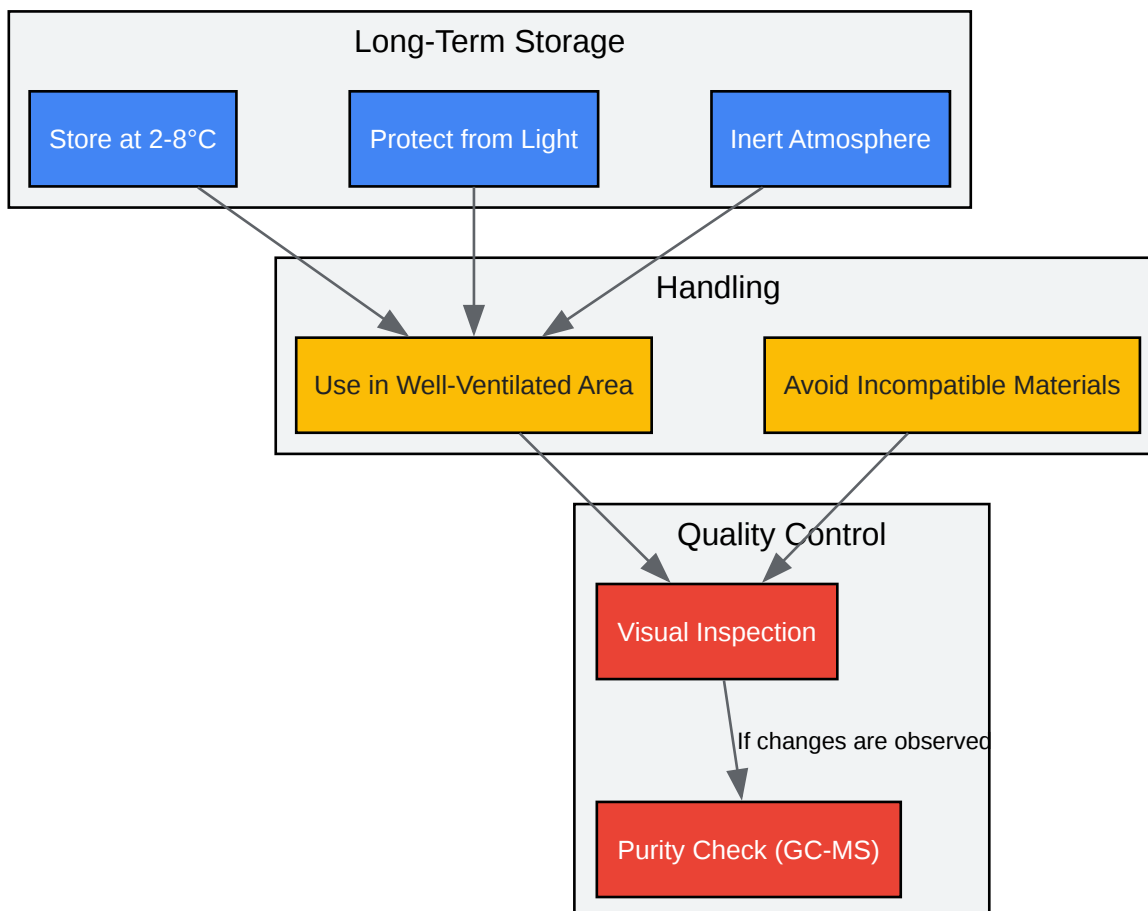 Long-Term Storage
Store at 2-8°C
Protect from Light
Inert Atmosphere
Handling
Use in Well-Ventilated Area
Avoid Incompatible Materials
Quality Control
Visual Inspection
If changes are observed
Purity Check (GC-MS)